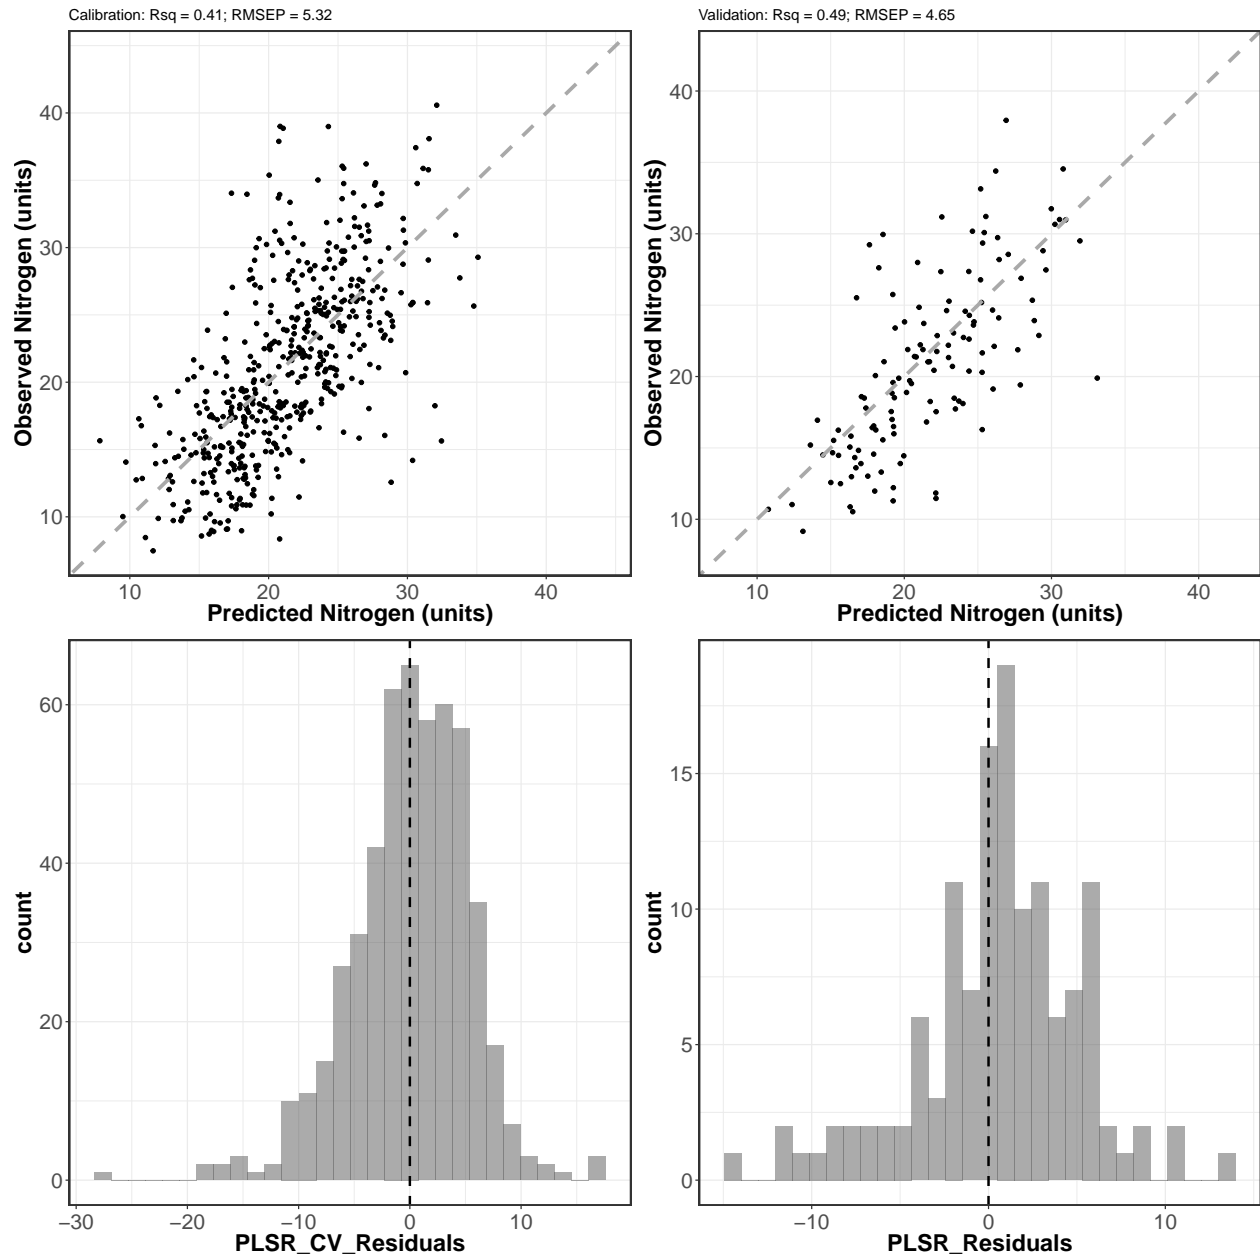 Calibration: Rsq = 0.41; RMSEP = 5.32
Observed Nitrogen (units)
40
30
20
10
10 20 30 40
Predicted Nitrogen (units)
Validation: Rsq = 0.49; RMSEP = 4.65
Observed Nitrogen (units)
40
30
20
10
10 20 30 40
Predicted Nitrogen (units)
count
60
40
20
0
−30 −20 −10 0 10
PLSR_CV_Residuals
count
15
10
5
0
−10 0 10
PLSR_Residuals